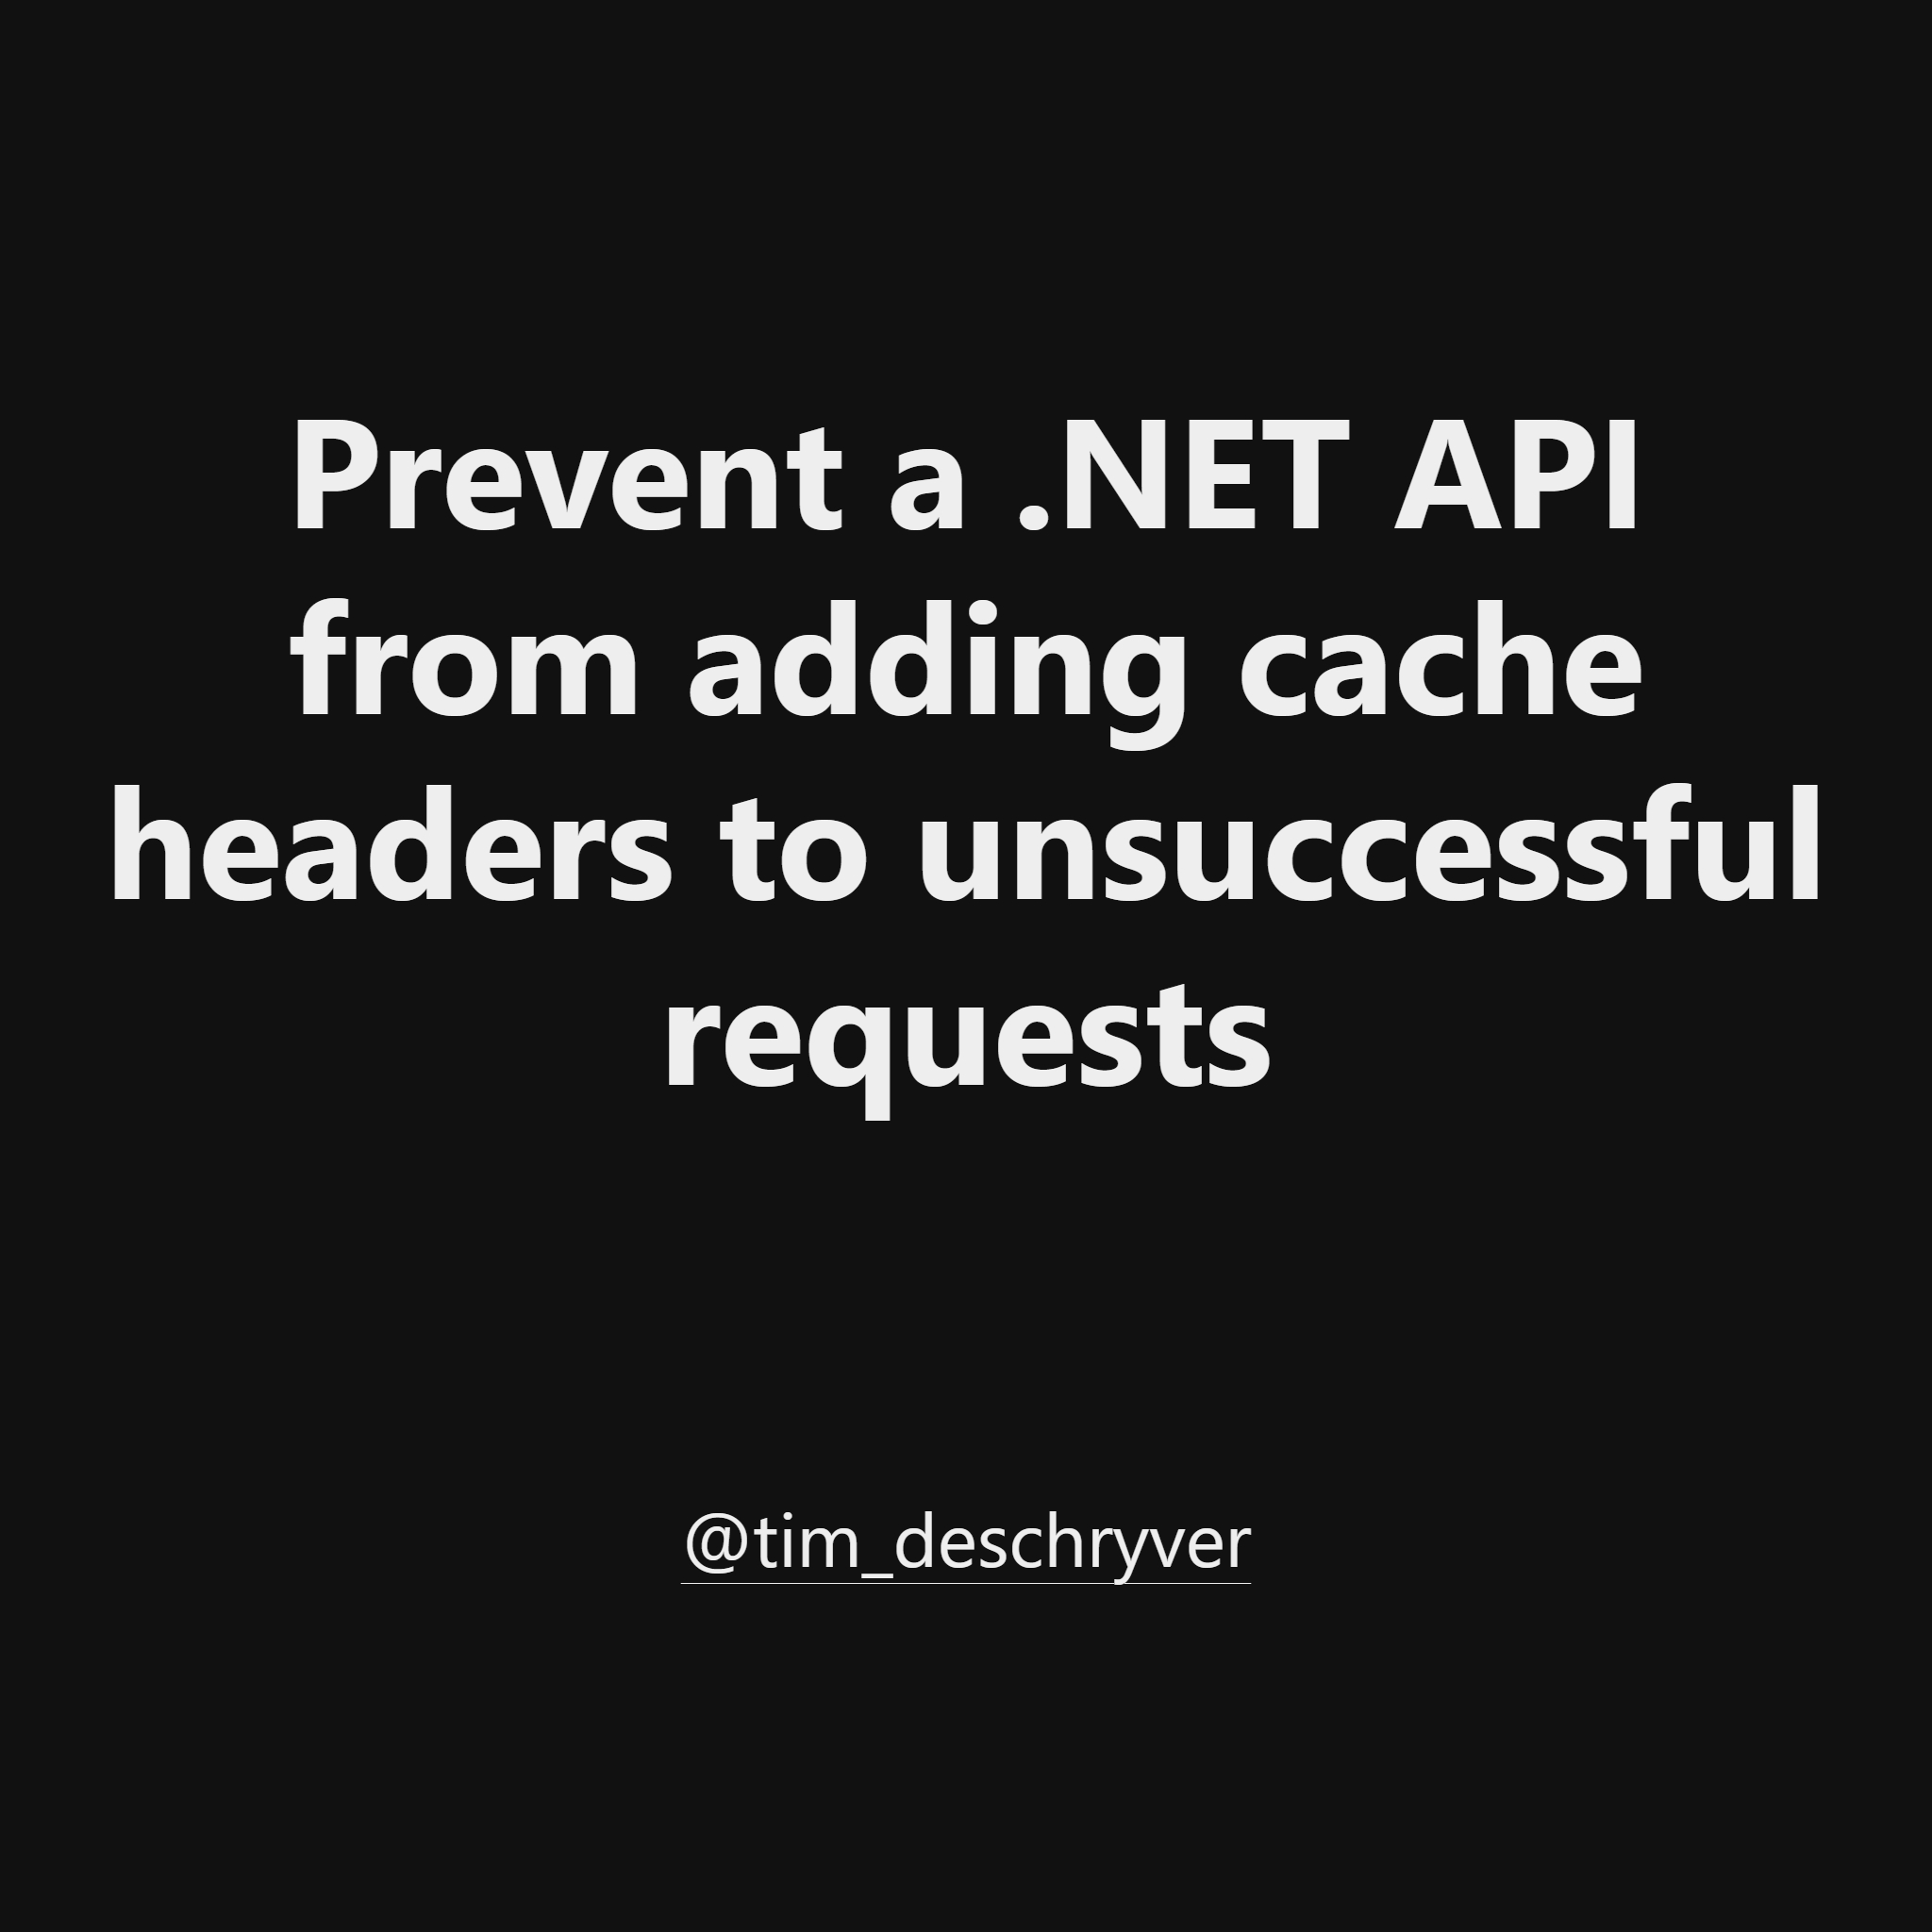 Prevent a .NET API
from adding cache
headers to unsuccessful
requests
@tim_deschryver